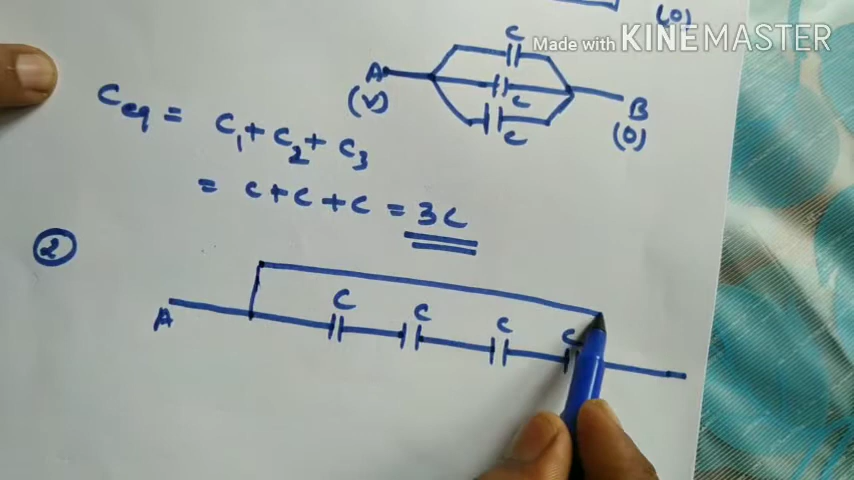 (0)
Made with KINEMASTER
C
A
(V)
C
C
B
(0)
Ceq = C1 + C2 + C3
= C + C + C = 3C
2
A
C
C
C
C